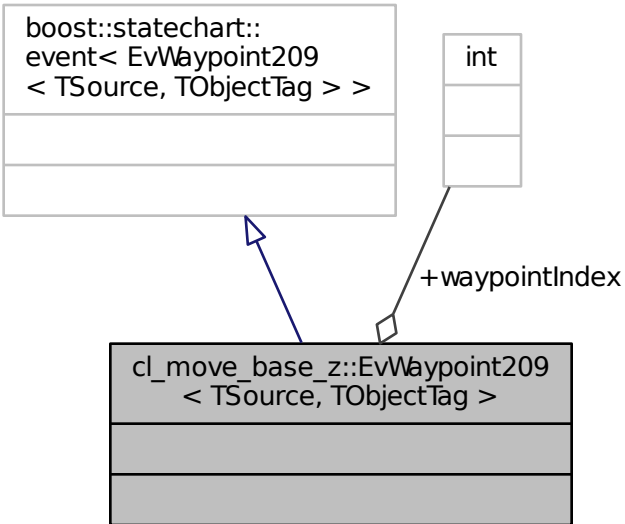 boost::statechart::
event< EvWaypoint209
< TSource, TObjectTag > >
int
+waypointIndex
cl_move_base_z::EvWaypoint209
< TSource, TObjectTag >